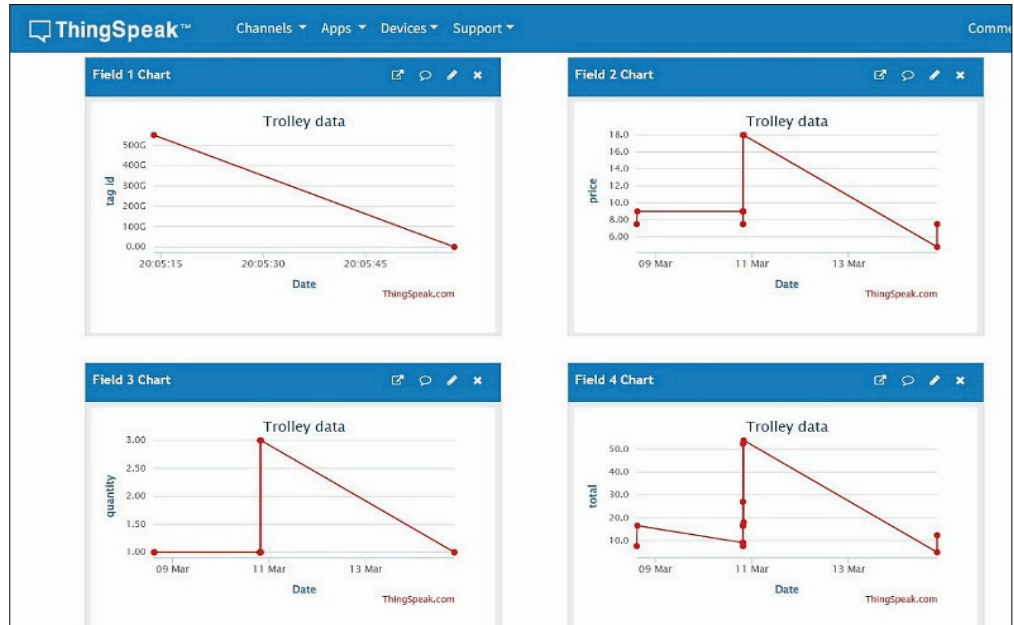 ThingSpeak™ Channels Apps Devices Support Comme
Field 1 Chart
Trolley data
tag id
500G
400G
300G
200G
100G
0.00
20:05:15 20:05:30 20:05:45
Date
ThingSpeak.com
Field 2 Chart
Trolley data
price
18.0
16.0
14.0
12.0
10.0
8.00
6.00
09 Mar 11 Mar 13 Mar
Date
ThingSpeak.com
Field 3 Chart
Trolley data
quantity
3.00
2.50
2.00
1.50
1.00
09 Mar 11 Mar 13 Mar
Date
ThingSpeak.com
Field 4 Chart
Trolley data
total
50.0
40.0
30.0
20.0
10.0
09 Mar 11 Mar 13 Mar
Date
ThingSpeak.com